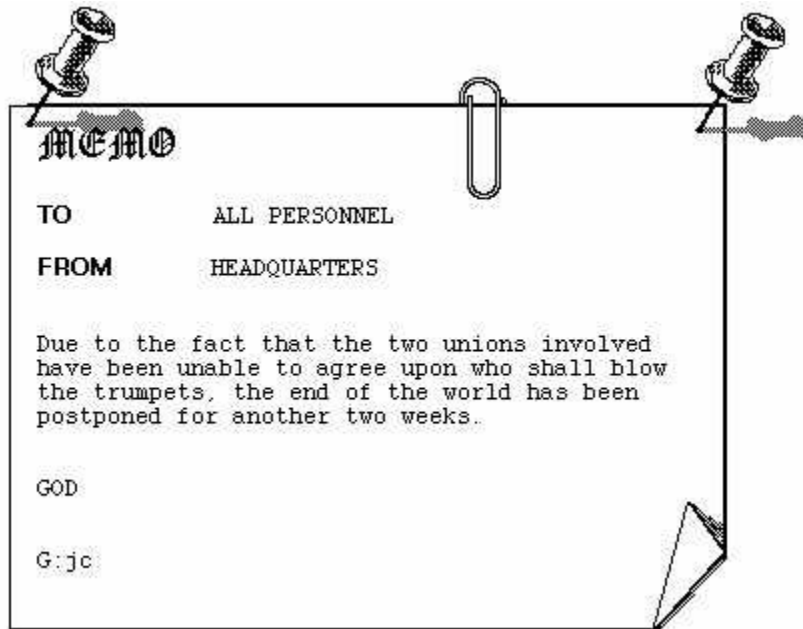 MEMO
TO ALL PERSONNEL
FROM HEADQUARTERS
Due to the fact that the two unions involved
have been unable to agree upon who shall blow
the trumpets, the end of the world has been
postponed for another two weeks.
GOD
G:jc